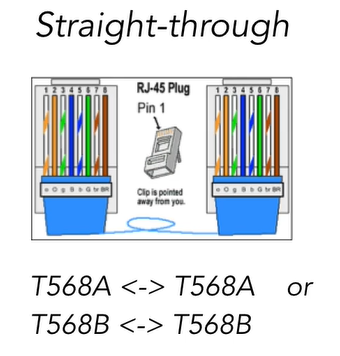 Straight-through
RJ-45 Plug
Pin 1
1 2 3 4 5 6 7 8
1 2 3 4 5 6 7 8
Clip is pointed
away from you.
o O g B b G br BR
o O g B b G br BR
T568A <-> T568A or
T568B <-> T568B